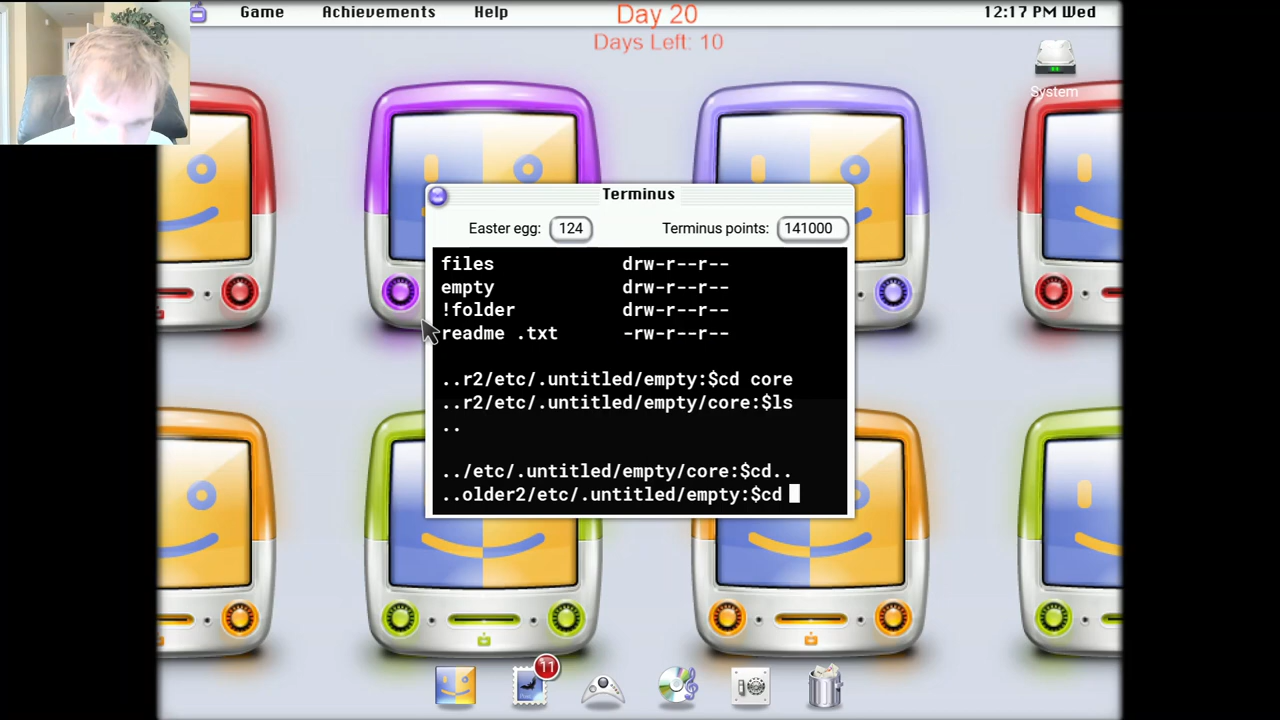 Game Achievements Help Day 20 12:17 PM Wed
Days Left: 10
System
Terminus
Easter egg: 124 Terminus points: 141000
files drw-r--r--
empty drw-r--r--
!folder drw-r--r--
readme .txt -rw-r--r--
..r2/etc/.untitled/empty:$cd core
..r2/etc/.untitled/empty/core:$ls
..
../etc/.untitled/empty/core:$cd..
..older2/etc/.untitled/empty:$cd
11